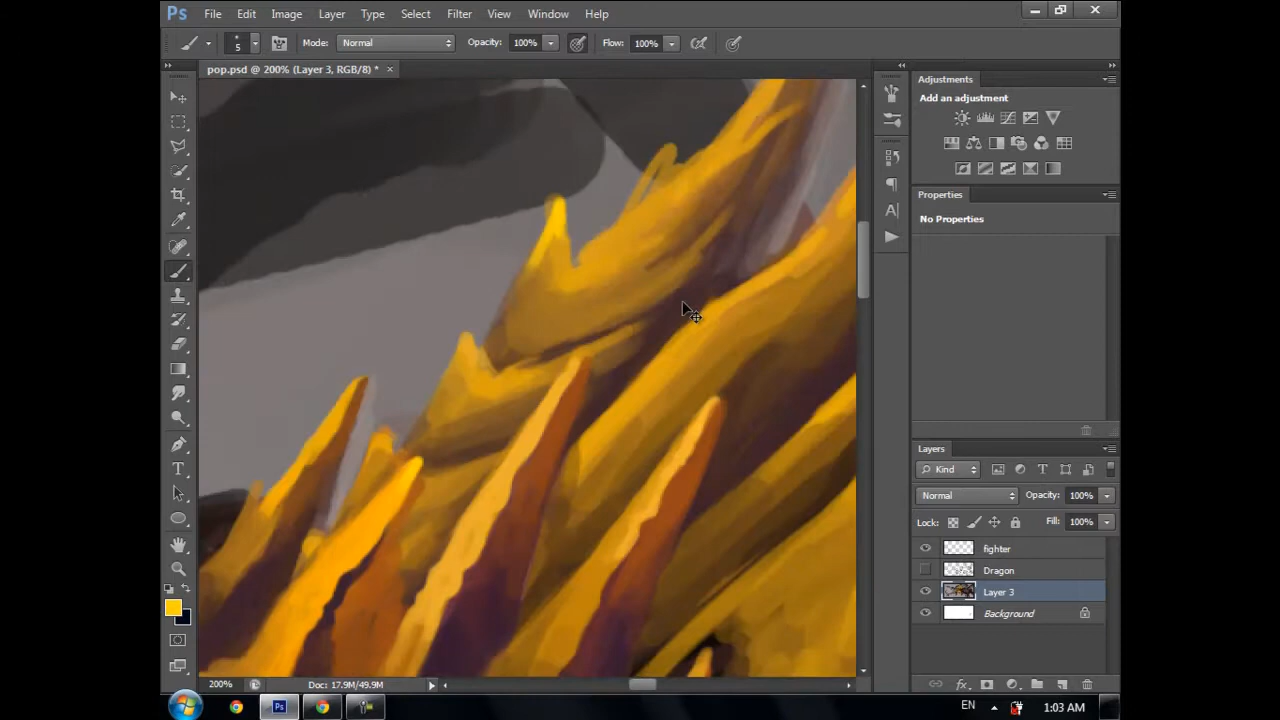 Ps File Edit Image Layer Type Select Filter View Window Help
5 Mode: Normal Opacity: 100% Flow: 100%
pop.psd @ 200% (Layer 3, RGB/8) * ×
Adjustments
Add an adjustment
Properties
No Properties
Layers
Kind T
Normal Opacity: 100%
Lock: Fill: 100%
fighter
Dragon
Layer 3
Background
fx
200% Doc: 17.9M/49.9M
Ps EN 1:03 AM